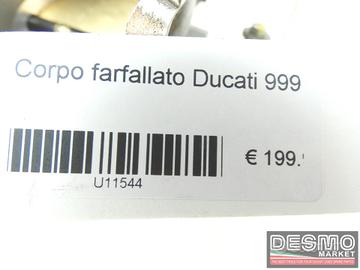 Corpo farfallato Ducati 999
€ 199.
U11544
DESMO
MARKET